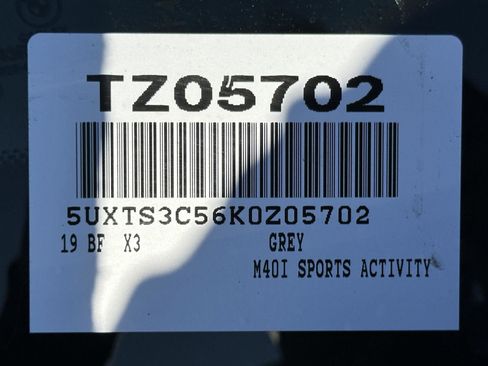 TZ05702
5UXTS3C56K0Z05702
19 BF X3 GREY
M40I SPORTS ACTIVITY